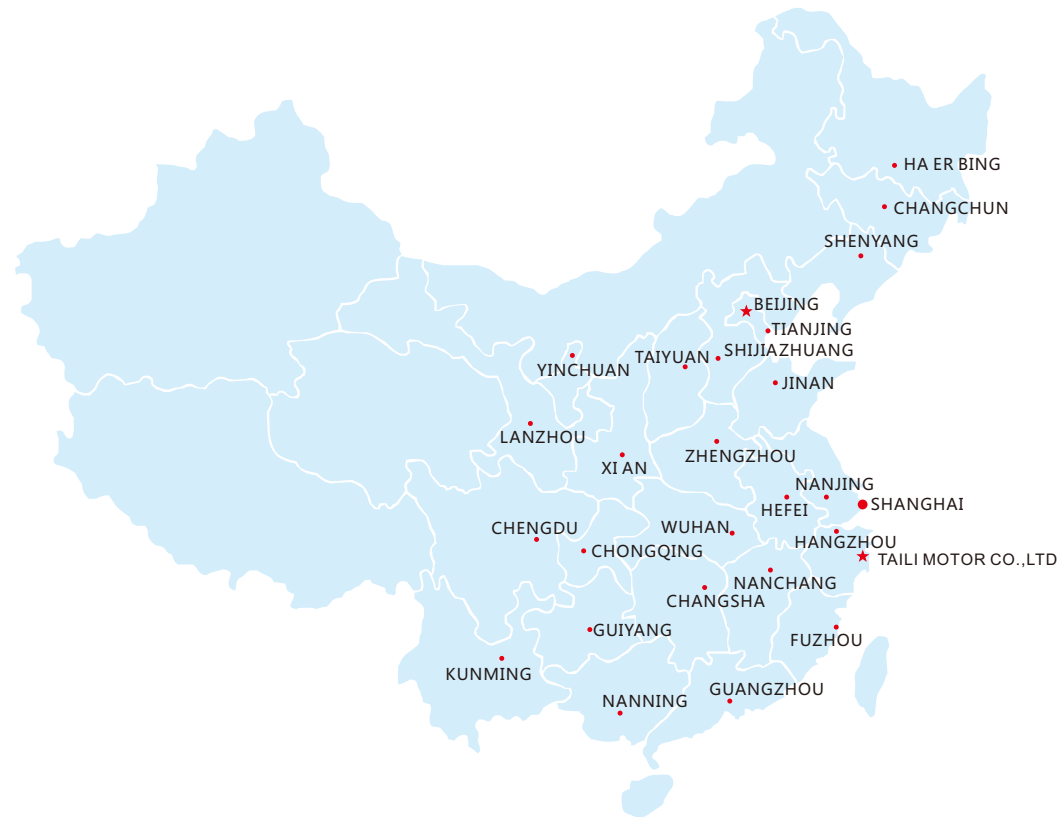 HA ER BING
CHANGCHUN
SHENYANG
BEIJING
TIANJING
SHIJIAZHUANG
TAIYUAN
YINCHUAN
JINAN
LANZHOU
ZHENGZHOU
XI AN
NANJING
SHANGHAI
HEFEI
CHENGDU
WUHAN
HANGZHOU
CHONGQING
TAILI MOTOR CO.,LTD
NANCHANG
CHANGSHA
GUIYANG
FUZHOU
KUNMING
GUANGZHOU
NANNING